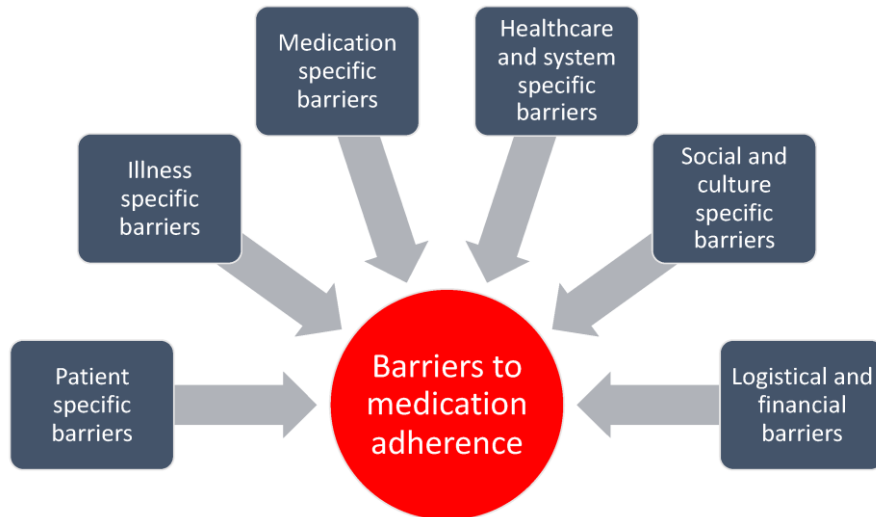 Medication
specific
barriers
Healthcare
and system
specific
barriers
Illness
specific
barriers
Social and
culture
specific
barriers
Patient
specific
barriers
Barriers to
medication
adherence
Logistical and
financial
barriers